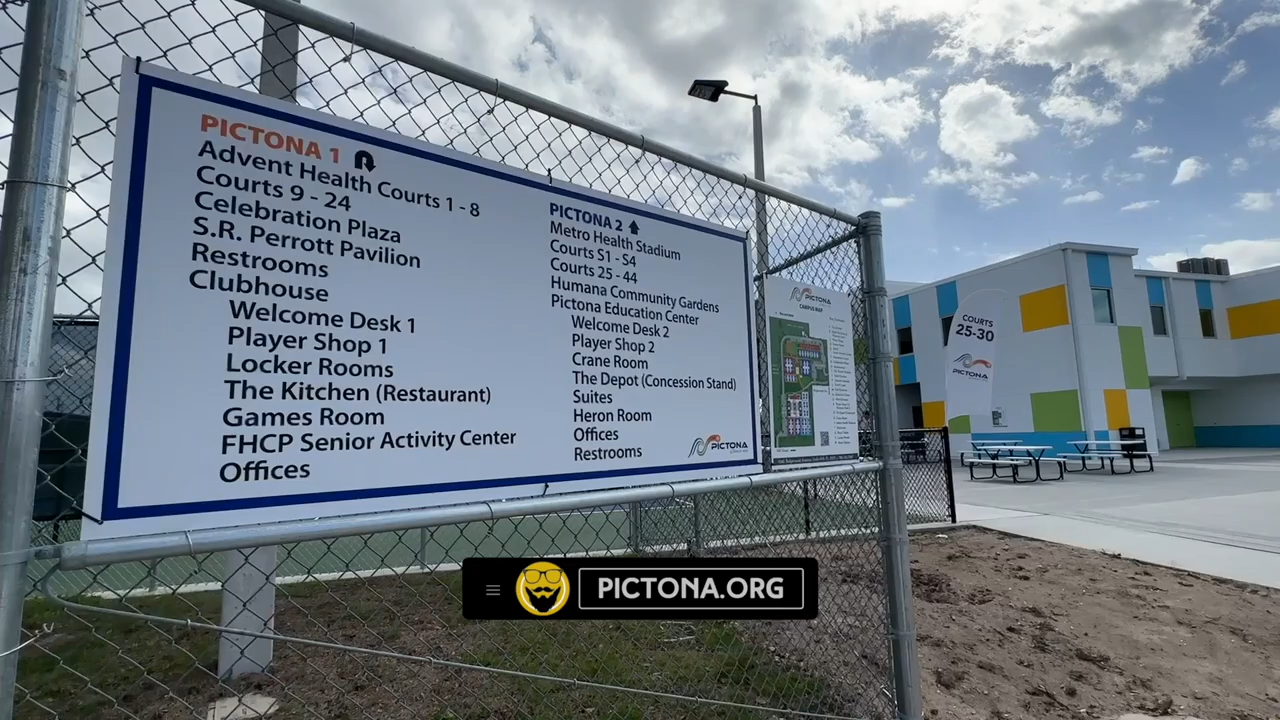 PICTONA 1
Advent Health Courts 1 - 8
Courts 9 - 24
Celebration Plaza
S.R. Perrott Pavilion
Restrooms
Clubhouse
Welcome Desk 1
Player Shop 1
Locker Rooms
The Kitchen (Restaurant)
Games Room
FHCP Senior Activity Center
Offices
PICTONA 2
Metro Health Stadium
Courts S1 - S4
Courts 25 - 44
Humana Community Gardens
Pictona Education Center
Welcome Desk 2
Player Shop 2
Crane Room
The Depot (Concession Stand)
Suites
Heron Room
Offices
Restrooms
PICTONA
PICTONA
CAMPUS MAP
COURTS
25-30
PICTONA
PICTONA.ORG